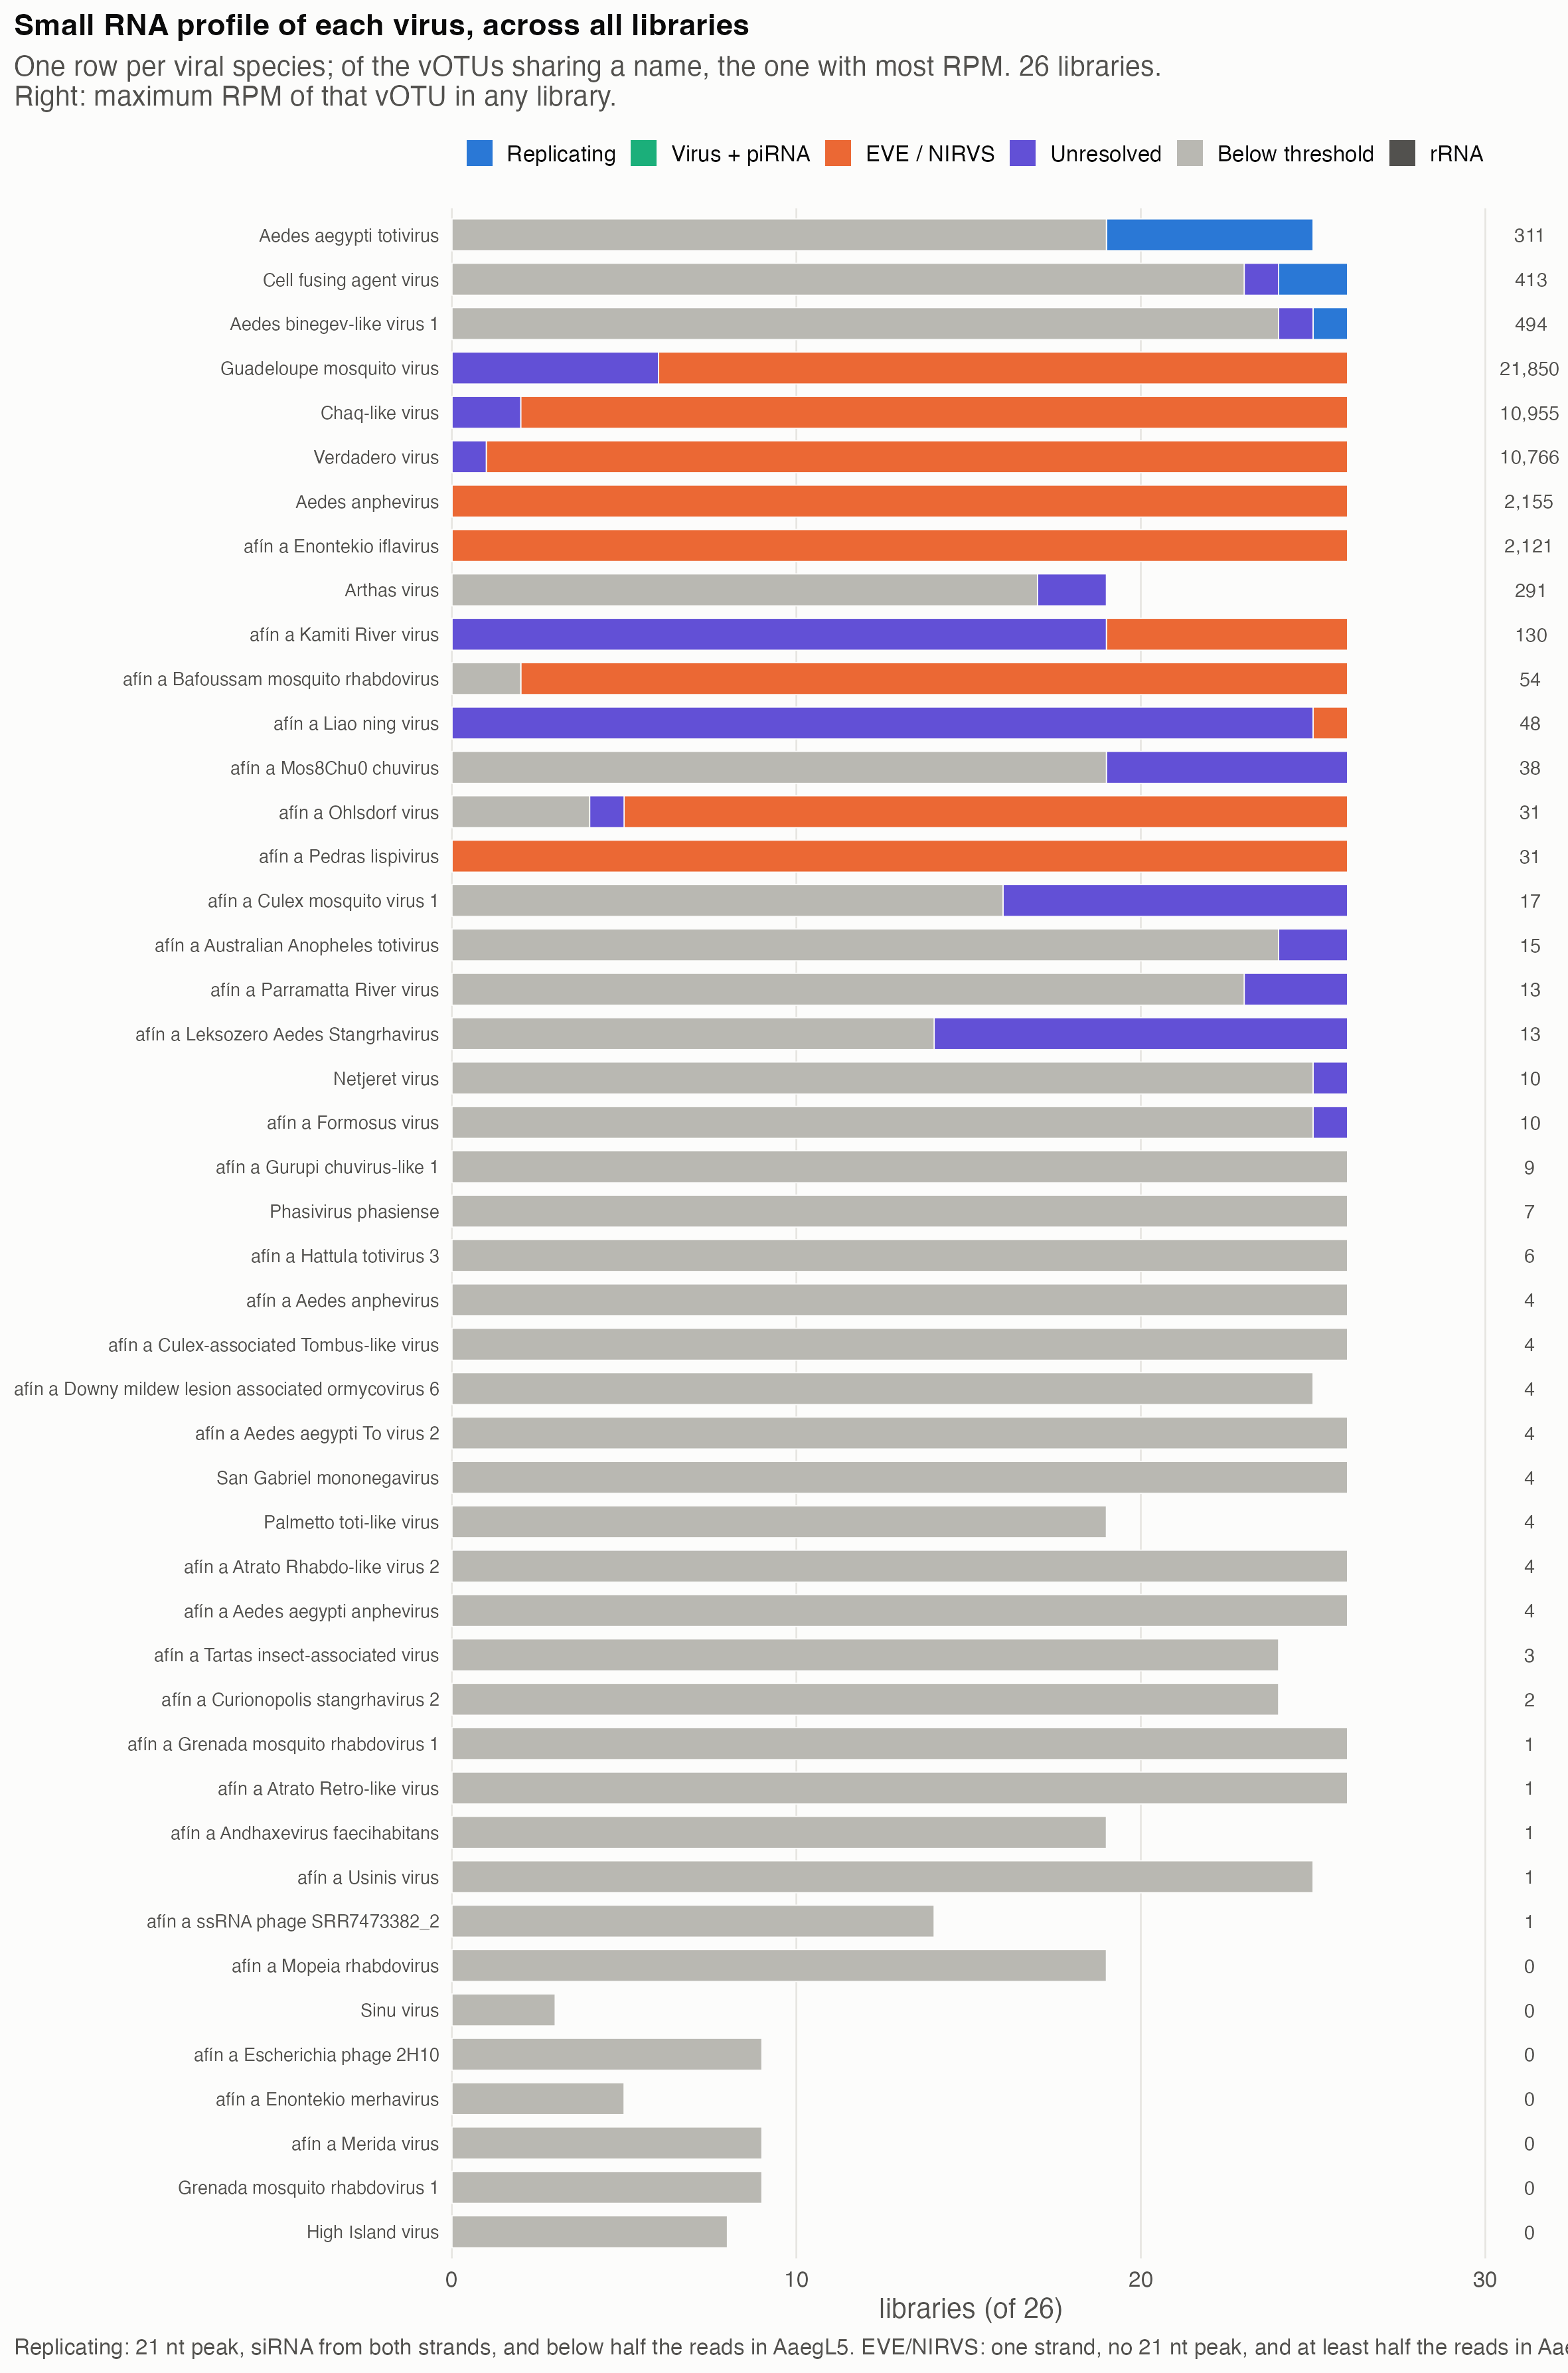 Small RNA profile of each virus, across all libraries
One row per viral species; of the vOTUs sharing a name, the one with most RPM. 26 libraries.
Right: maximum RPM of that vOTU in any library.
Replicating Virus + piRNA EVE / NIRVS Unresolved Below threshold rRNA
Aedes aegypti totivirus 311
Cell fusing agent virus 413
Aedes binegev-like virus 1 494
Guadeloupe mosquito virus 21,850
Chaq-like virus 10,955
Verdadero virus 10,766
Aedes anphevirus 2,155
afín a Enontekio iflavirus 2,121
Arthas virus 291
afín a Kamiti River virus 130
afín a Bafoussam mosquito rhabdovirus 54
afín a Liao ning virus 48
afín a Mos8Chu0 chuvirus 38
afín a Ohlsdorf virus 31
afín a Pedras lispivirus 31
afín a Culex mosquito virus 1 17
afín a Australian Anopheles totivirus 15
afín a Parramatta River virus 13
afín a Leksozero Aedes Stangrhavirus 13
Netjeret virus 10
afín a Formosus virus 10
afín a Gurupi chuvirus-like 1 9
Phasivirus phasiense 7
afín a Hattula totivirus 3 6
afín a Aedes anphevirus 4
afín a Culex-associated Tombus-like virus 4
afín a Downy mildew lesion associated ormycovirus 6 4
afín a Aedes aegypti To virus 2 4
San Gabriel mononegavirus 4
Palmetto toti-like virus 4
afín a Atrato Rhabdo-like virus 2 4
afín a Aedes aegypti anphevirus 4
afín a Tartas insect-associated virus 3
afín a Curionopolis stangrhavirus 2 2
afín a Grenada mosquito rhabdovirus 1 1
afín a Atrato Retro-like virus 1
afín a Andhaxevirus faecihabitans 1
afín a Usinis virus 1
afín a ssRNA phage SRR7473382_2 1
afín a Mopeia rhabdovirus 0
Sinu virus 0
afín a Escherichia phage 2H10 0
afín a Enontekio merhavirus 0
afín a Merida virus 0
Grenada mosquito rhabdovirus 1 0
High Island virus 0
0 10 20 30
libraries (of 26)
Replicating: 21 nt peak, siRNA from both strands, and below half the reads in AaegL5. EVE/NIRVS: one strand, no 21 nt peak, and at least half the reads in